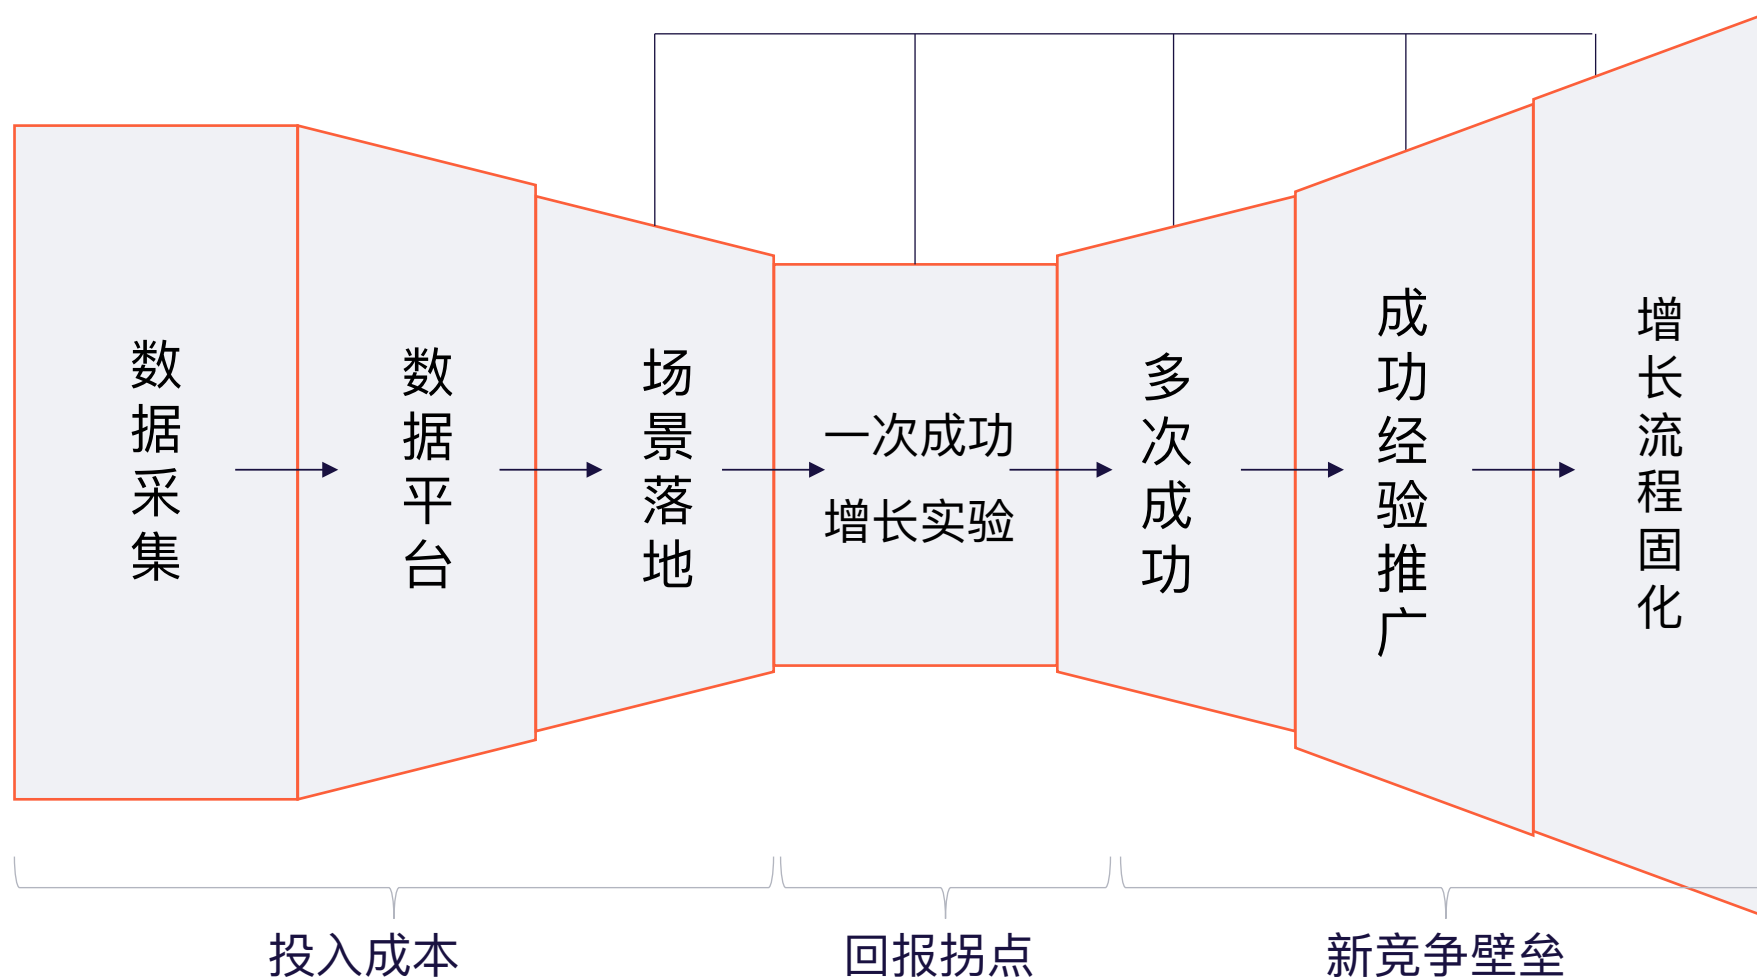 数据采集
数据平台
场景落地
一次成功
增长实验
多次成功
成功经验推广
增长流程固化
投入成本
回报拐点
新竞争壁垒